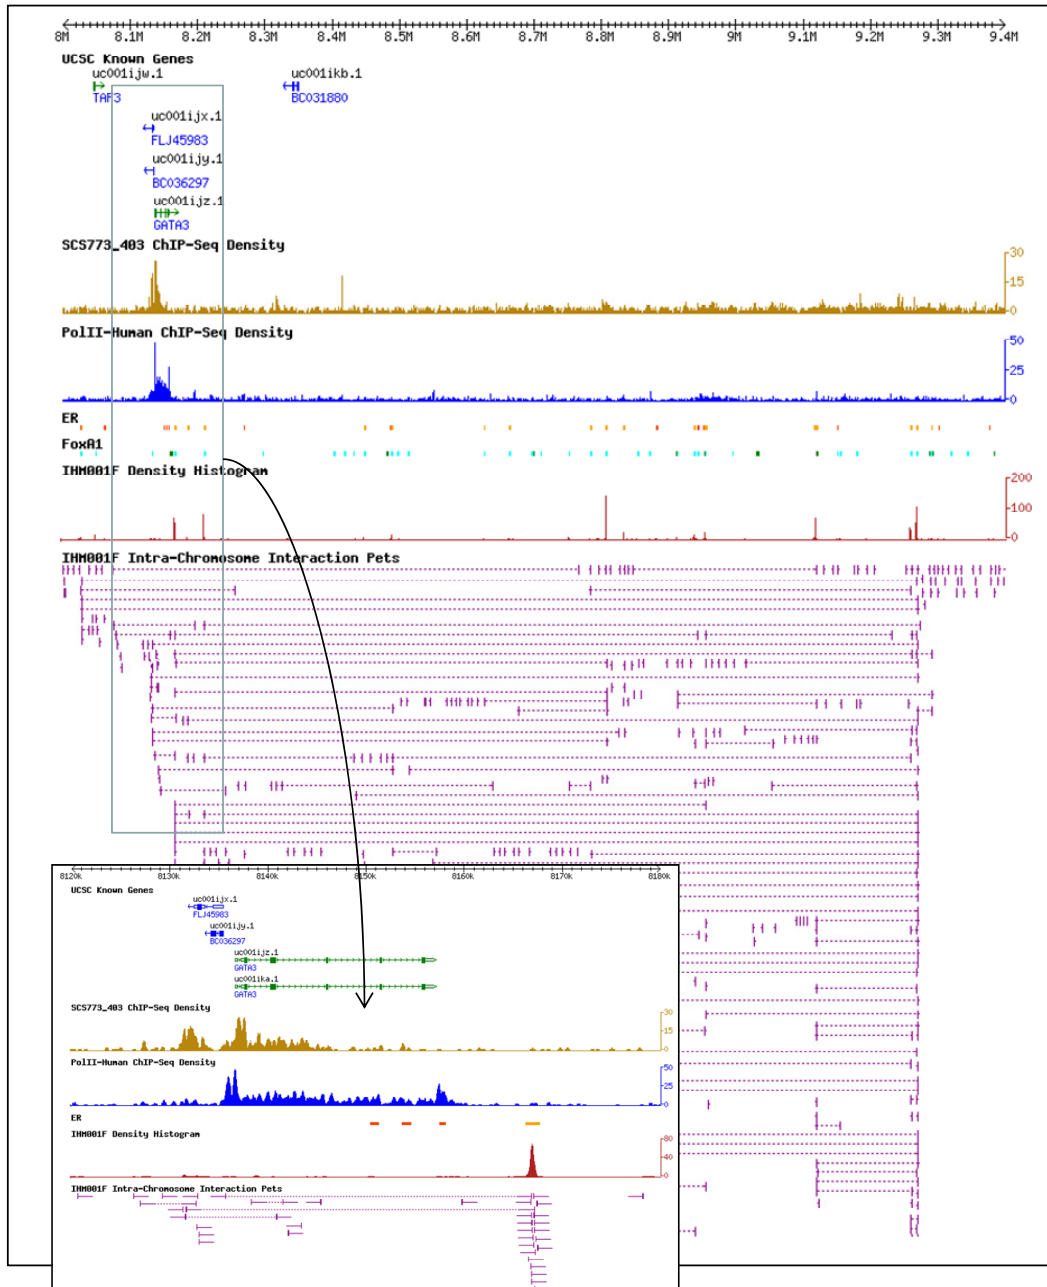 8M 8.1M 8.2M 8.3M 8.4M 8.5M 8.6M 8.7M 8.8M 8.9M 9M 9.1M 9.2M 9.3M 9.4M
UCSC Known Genes
uc001ijw.1 uc001ikb.1
TAF3 BC031880
uc001ijx.1
FLJ45983
uc001ijy.1
BC036297
uc001ijz.1
GATA3
SCS773_403 ChIP-Seq Density
30
15
0
PolII-Human ChIP-Seq Density
50
25
0
ER
FoxA1
IHM001F Density Histogram
200
100
0
IHM001F Intra-Chromosome Interaction Pets
8120k 8130k 8140k 8150k 8160k 8170k 8180k
UCSC Known Genes
uc001ijx.1
FLJ45983
uc001ijy.1
BC036297
uc001ijz.1
GATA3
uc001ika.1
GATA3
SCS773_403 ChIP-Seq Density
30
15
0
PolII-Human ChIP-Seq Density
50
25
0
ER
IHM001F Density Histogram
80
40
0
IHM001F Intra-Chromosome Interaction Pets